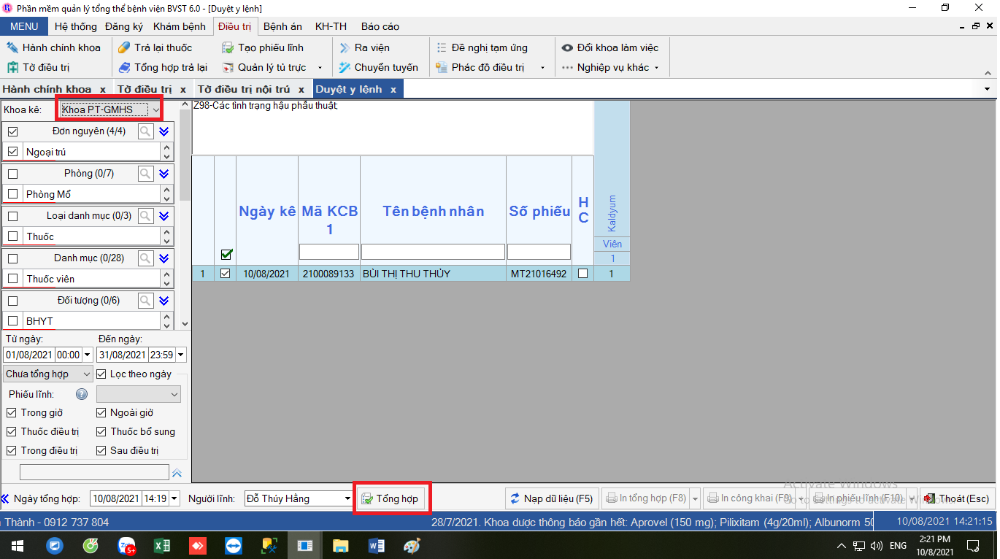 Phần mềm quản lý tổng thể bệnh viện BVST 6.0 - [Duyệt y lệnh]
MENU Hệ thống Đăng ký Khám bệnh Điều trị Bệnh án KH-TH Báo cáo
Hành chính khoa Trả lại thuốc Tạo phiếu lĩnh Ra viện Đề nghị tạm ứng Đổi khoa làm việc
Tờ điều trị Tổng hợp trả lại Quản lý tủ trực Chuyển tuyến Phác đồ điều trị Nghiệp vụ khác
Hành chính khoa x Tờ điều trị x Tờ điều trị nội trú x Duyệt y lệnh x
Khoa kê: Khoa PT-GMHS
Đơn nguyên (4/4)
Ngoại trú
Phòng (0/7)
Phòng Mổ
Loại danh mục (0/3)
Thuốc
Danh mục (0/28)
Thuốc viên
Đối tượng (0/6)
BHYT
Từ ngày: Đến ngày:
01/08/2021 00:00 31/08/2021 23:59
Chưa tổng hợp Lọc theo ngày
Phiếu lĩnh:
Trong giờ Ngoài giờ
Thuốc điều trị Thuốc bổ sung
Trong điều trị Sau điều trị
Z98-Các tình trạng hậu phẫu thuật;
Ngày kê Mã KCB 1 Tên bệnh nhân Số phiếu HC Kaldyum
Viên
1
1 10/08/2021 2100089133 BÙI THỊ THU THỦY MT21016492 1
Ngày tổng hợp: 10/08/2021 14:19 Người lĩnh: Đỗ Thúy Hằng Tổng hợp Nạp dữ liệu (F5) In tổng hợp (F8) In công khai (F9) In phiếu lĩnh (F10) Thoát (Esc)
Activate Windows
Go to Settings to activate Windows.
Thành - 0912 737 804 28/7/2021. Khoa dược thông báo gần hết: Aprovel (150 mg); Pilixitam (4g/20ml); Albunorm 50 10/08/2021 14:21:15
5+
ENG 2:21 PM
10/8/2021